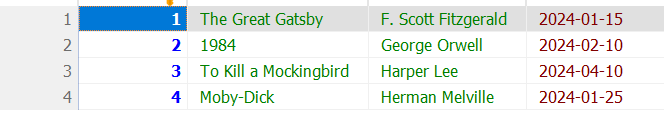 1 1 The Great Gatsby F. Scott Fitzgerald 2024-01-15
2 2 1984 George Orwell 2024-02-10
3 3 To Kill a Mockingbird Harper Lee 2024-04-10
4 4 Moby-Dick Herman Melville 2024-01-25